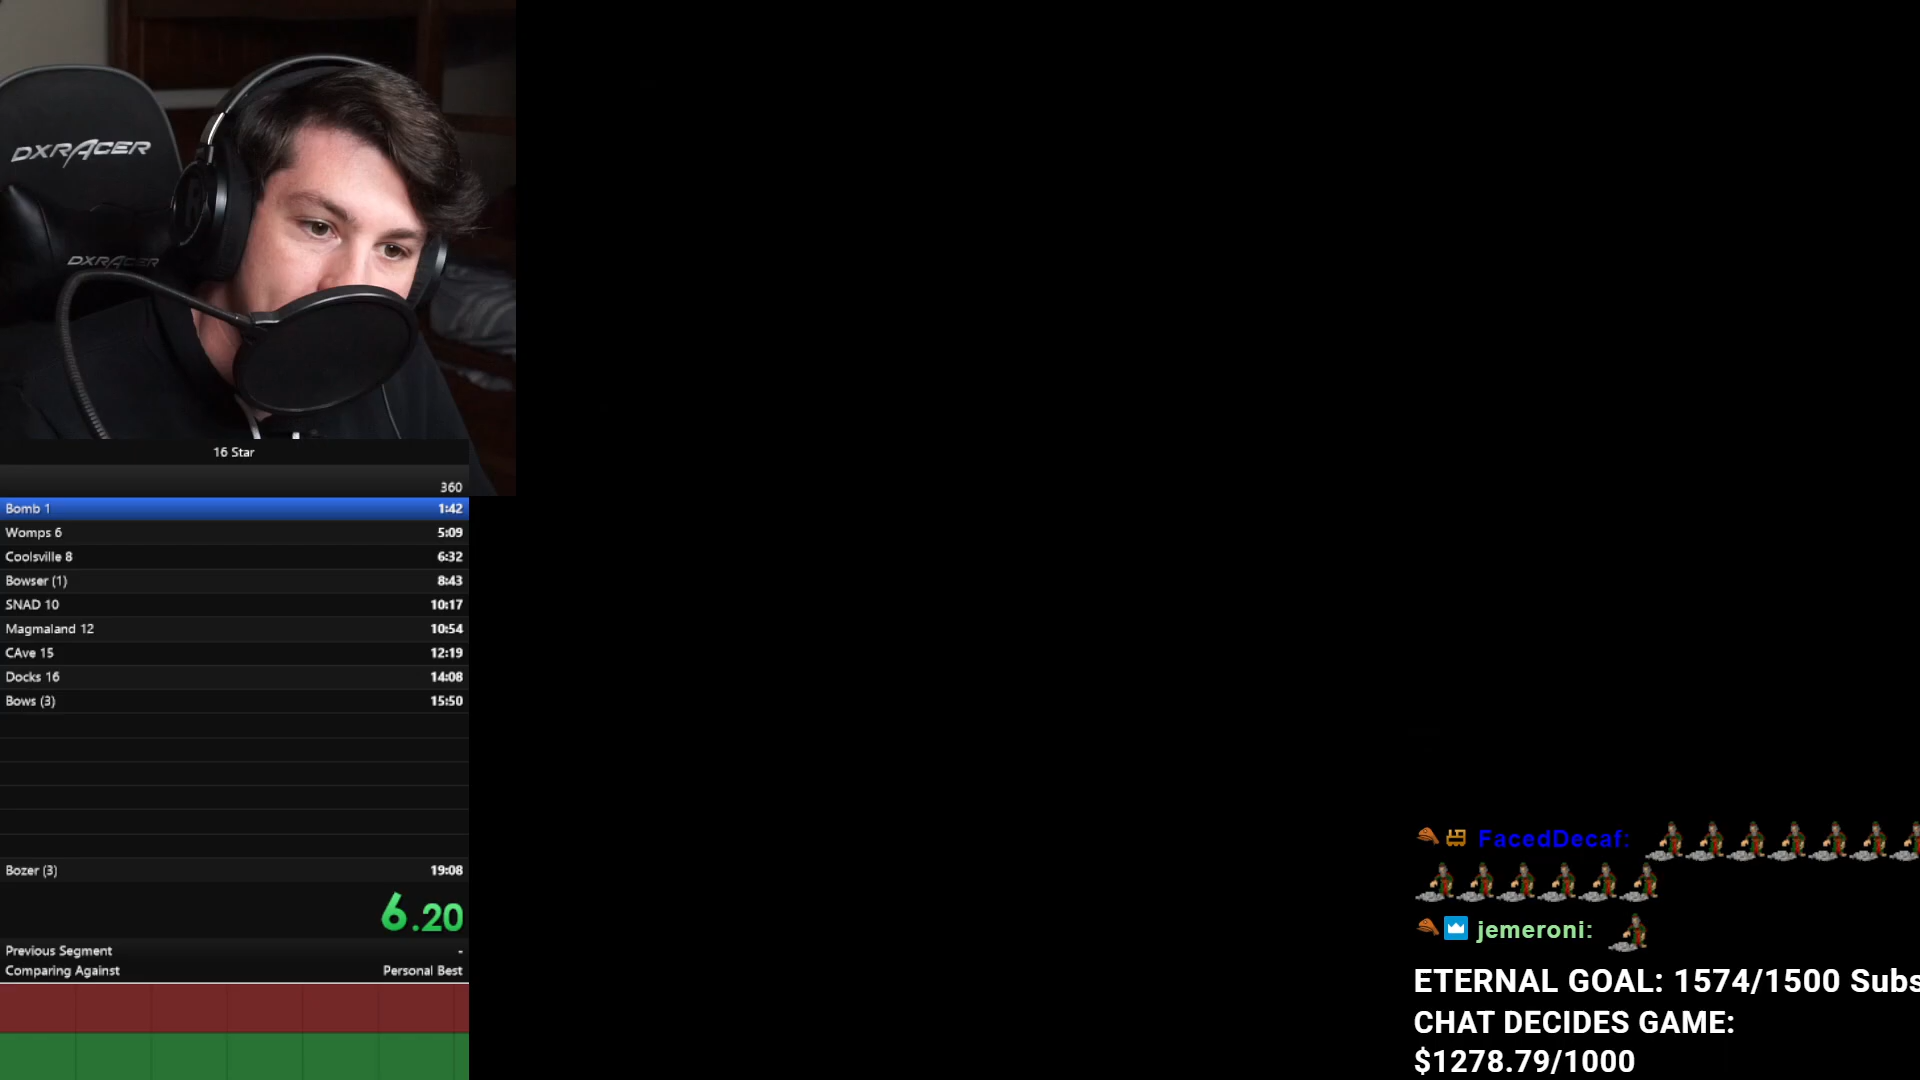 DXRACER
DXRACER
16 Star
360
Bomb 1 1:42
Womps 6 5:09
Coolsville 8 6:32
Bowser (1) 8:43
SNAD 10 10:17
Magmaland 12 10:54
CAve 15 12:19
Docks 16 14:08
Bows (3) 15:50
Bozer (3) 19:08
6.20
Previous Segment -
Comparing Against Personal Best
FacedDecaf:
jemeroni:
ETERNAL GOAL: 1574/1500 Subs
CHAT DECIDES GAME:
$1278.79/1000